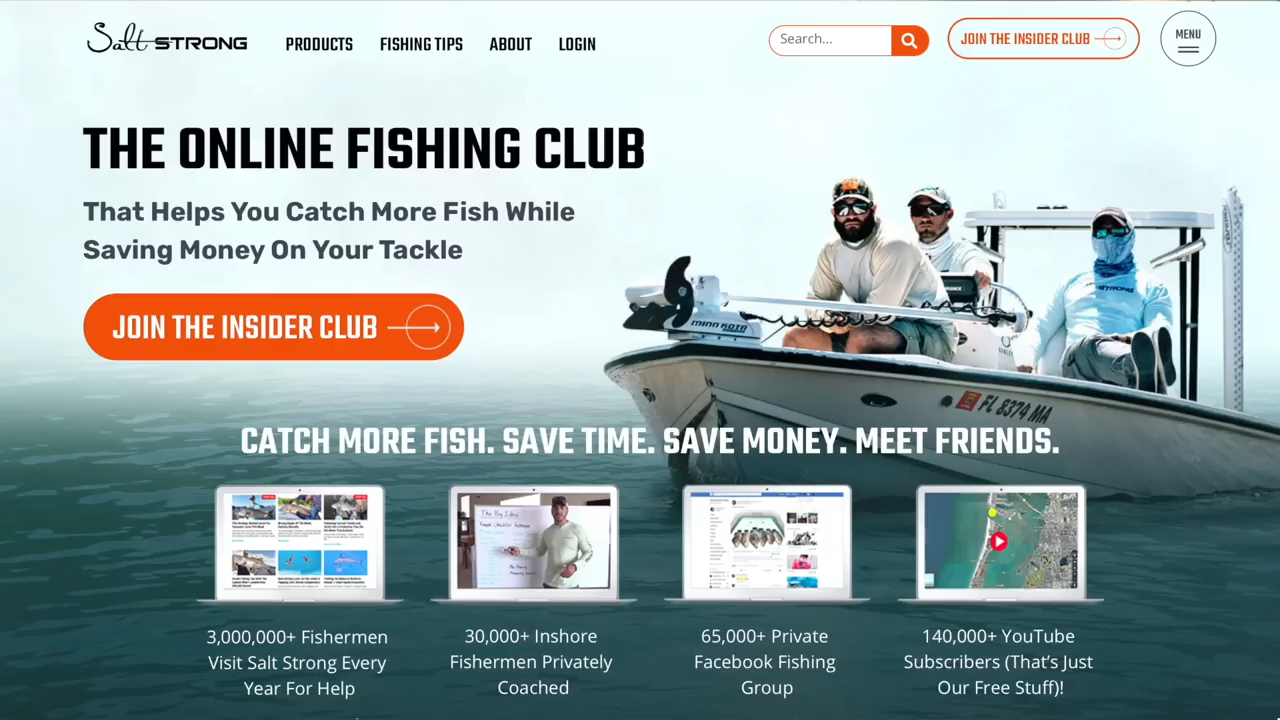 Salt STRONG
PRODUCTS
FISHING TIPS
ABOUT
LOGIN
Search...
JOIN THE INSIDER CLUB
MENU
THE ONLINE FISHING CLUB
That Helps You Catch More Fish While
Saving Money On Your Tackle
JOIN THE INSIDER CLUB
MINN KOTA
FL 8374 MA
CATCH MORE FISH. SAVE TIME. SAVE MONEY. MEET FRIENDS.
The Big Idea
3,000,000+ Fishermen
Visit Salt Strong Every
Year For Help
30,000+ Inshore
Fishermen Privately
Coached
65,000+ Private
Facebook Fishing
Group
140,000+ YouTube
Subscribers (That's Just
Our Free Stuff)!